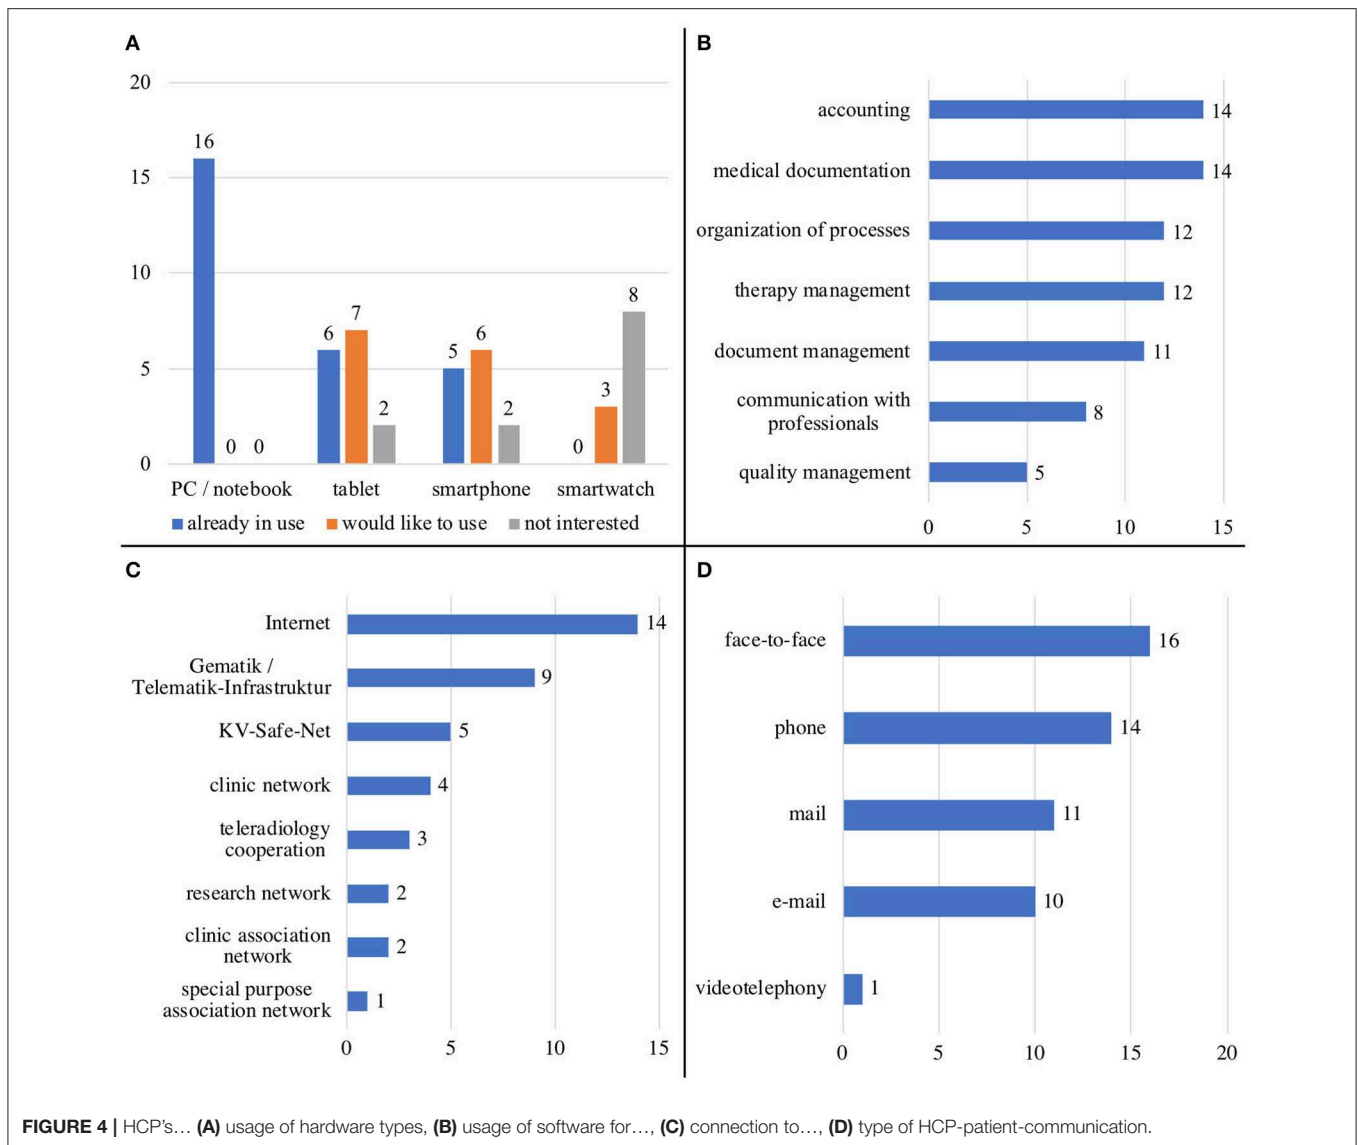 A
20
15
10
5
0
16
0
0
6
7
2
5
6
2
0
3
8
PC / notebook
tablet
smartphone
smartwatch
already in use
would like to use
not interested
B
accounting
14
medical documentation
14
organization of processes
12
therapy management
12
document management
11
communication with
professionals
8
quality management
5
0
5
10
15
C
Internet
14
Gematik /
Telematik-Infrastruktur
9
KV-Safe-Net
5
clinic network
4
teleradiology
cooperation
3
research network
2
clinic association
network
2
special purpose
association network
1
0
5
10
15
D
face-to-face
16
phone
14
mail
11
e-mail
10
videotelephony
1
0
5
10
15
20
FIGURE 4 | HCP's… (A) usage of hardware types, (B) usage of software for…, (C) connection to…, (D) type of HCP-patient-communication.